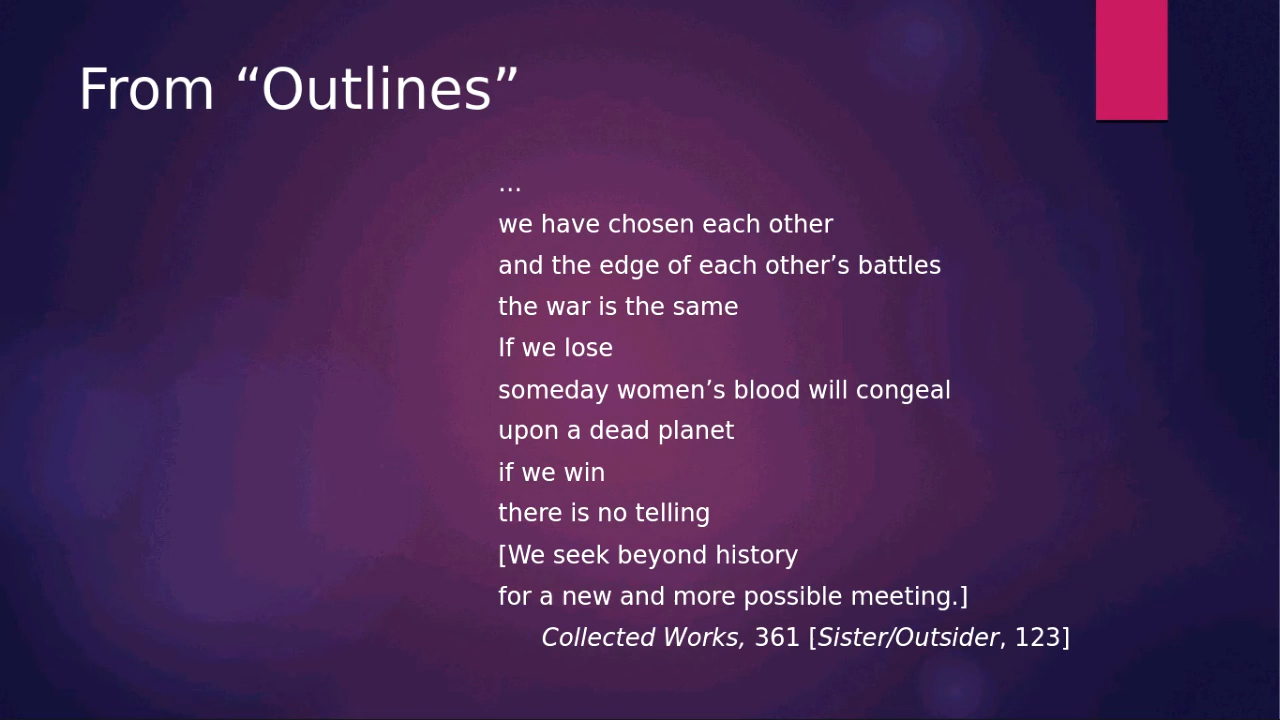 From “Outlines”
…
we have chosen each other
and the edge of each other’s battles
the war is the same
If we lose
someday women’s blood will congeal
upon a dead planet
if we win
there is no telling
[We seek beyond history
for a new and more possible meeting.]
Collected Works, 361 [Sister/Outsider, 123]